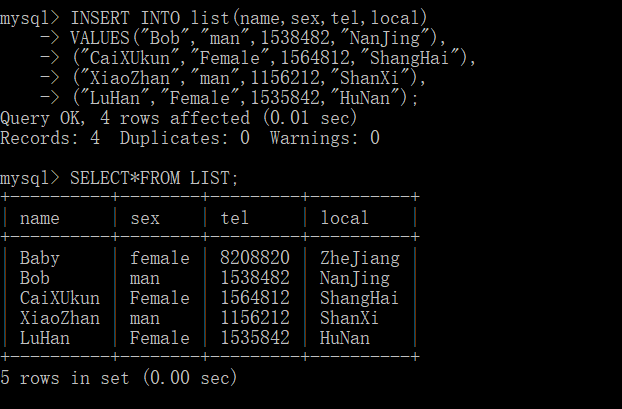 mysql> INSERT INTO list(name,sex,tel,local)
    -> VALUES("Bob","man",1538482,"NanJing"),
    -> ("CaiXUkun","Female",1564812,"ShangHai"),
    -> ("XiaoZhan","man",1156212,"ShanXi"),
    -> ("LuHan","Female",1535842,"HuNan");
Query OK, 4 rows affected (0.01 sec)
Records: 4  Duplicates: 0  Warnings: 0

mysql> SELECT*FROM LIST;
+----------+--------+---------+----------+
| name     | sex    | tel     | local    |
+----------+--------+---------+----------+
| Baby     | female | 8208820 | ZheJiang |
| Bob      | man    | 1538482 | NanJing  |
| CaiXUkun | Female | 1564812 | ShangHai |
| XiaoZhan | man    | 1156212 | ShanXi   |
| LuHan    | Female | 1535842 | HuNan    |
+----------+--------+---------+----------+
5 rows in set (0.00 sec)